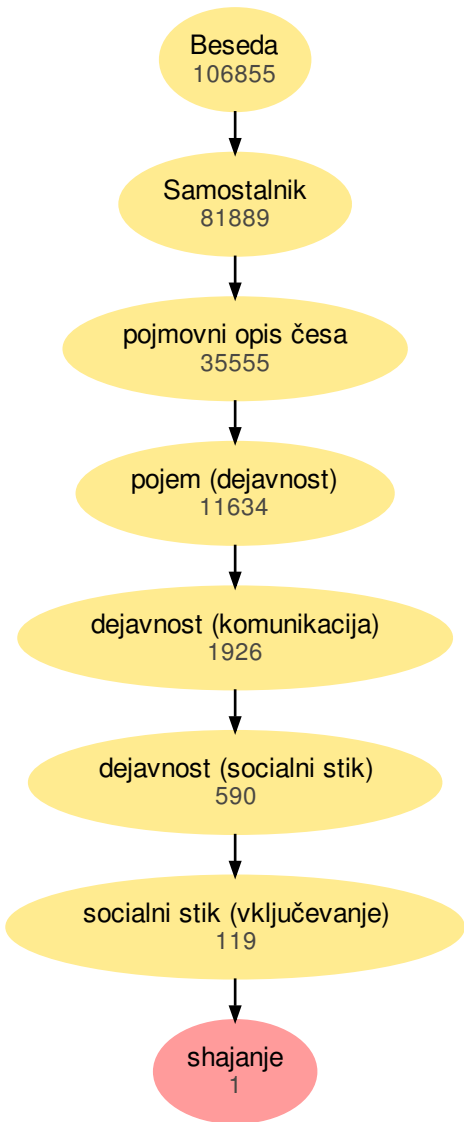 Beseda
106855
Samostalnik
81889
pojmovni opis česa
35555
pojem (dejavnost)
11634
dejavnost (komunikacija)
1926
dejavnost (socialni stik)
590
socialni stik (vključevanje)
119
shajanje
1